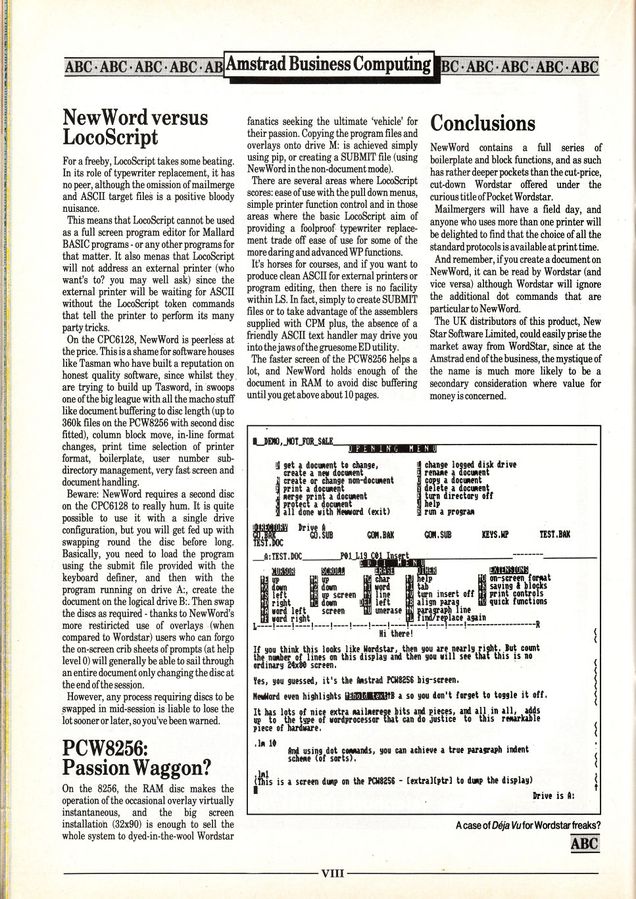 ABC · ABC · ABC · ABC · AB
Amstrad Business Computing
BC · ABC · ABC · ABC · ABC
NewWord versus
LocoScript
For a freeby, LocoScript takes some beating.
In its role of typewriter replacement, it has
no peer, although the omission of mailmerge
and ASCII target files is a positive bloody
nuisance.
This means that LocoScript cannot be used
as a full screen program editor for Mallard
BASIC programs - or any other programs for
that matter. It also menas that LocoScript
will not address an external printer (who
want's to? you may well ask) since the
external printer will be waiting for ASCII
without the LocoScript token commands
that tell the printer to perform its many
party tricks.
On the CPC6128, NewWord is peerless at
the price. This is a shame for software houses
like Tasman who have built a reputation on
honest quality software, since whilst they
are trying to build up Tasword, in swoops
one of the big league with all the macho stuff
like document buffering to disc length (up to
360k files on the PCW8256 with second disc
fitted), column block move, in-line format
changes, print time selection of printer
format, boilerplate, user number sub-
directory management, very fast screen and
document handling.
Beware: NewWord requires a second disc
on the CPC6128 to really hum. It is quite
possible to use it with a single drive
configuration, but you will get fed up with
swapping round the disc before long.
Basically, you need to load the program
using the submit file provided with the
keyboard definer, and then with the
program running on drive A:, create the
document on the logical drive B:. Then swap
the discs as required - thanks to NewWord's
more restiricted use of overlays (when
compared to Wordstar) users who can forgo
the on-screen crib sheets of prompts (at help
level 0) will generally be able to sail through
an entire document only changing the disc at
the end of the session.
However, any process requiring discs to be
swapped in mid-session is liable to lose the
lot sooner or later, so you've been warned.
PCW8256:
Passion Waggon?
On the 8256, the RAM disc makes the
operation of the occasional overlay virtually
instantaneous, and the big screen
installation (32x90) is enough to sell the
whole system to dyed-in-the-wool Wordstar
fanatics seeking the ultimate 'vehicle' for
their passion. Copying the program files and
overlays onto drive M: is achieved simply
using pip, or creating a SUBMIT file (using
NewWord in the non-document mode).
There are several areas where LocoScript
scores: ease of use with the pull down menus,
simple printer function control and in those
areas where the basic LocoScript aim of
providing a foolproof typewriter replace-
ment trade off ease of use for some of the
more daring and advanced WP functions.
It's horses for courses, and if you want to
produce clean ASCII for external printers or
program editing, then there is no facility
within LS. In fact, simply to create SUBMIT
files or to take advantage of the assemblers
supplied with CPM plus, the absence of a
friendly ASCII text handler may drive you
into the jaws of the gruesome ED utility.
The faster screen of the PCW8256 helps a
lot, and NewWord holds enough of the
document in RAM to avoid disc buffering
until you get above about 10 pages.
Conclusions
NewWord contains a full series of
boilerplate and block functions, and as such
has rather deeper pockets than the cut-price,
cut-down Wordstar offered under the
curious title of Pocket Wordstar.
Mailmergers will have a field day, and
anyone who uses more than one printer will
be delighted to find that the choice of all the
standard protocols is available at print time.
And remember, if you create a document on
NewWord, it can be read by Wordstar (and
vice versa) although Wordstar will ignore
the additional dot commands that are
particular to NewWord.
The UK distributors of this product, New
Star Software Limited, could easily prise the
market away from WordStar, since at the
Amstrad end of the business, the mystique of
the name is much more likely to be a
secondary consideration where value for
money is concerned.
DEMO,_NOT_FOR_SALE
OPENING MENU
get a document to change, change logged disk drive
create a new document rename a document
create or change non-document copy a document
print a document delete a document
merge print a document turn directory off
protect a document help
all done with Newword (exit) run a program
DIRECTORY Drive A
GO.BAK GO.SUB GOM.BAK GOM.SUB KEYS.WP TEST.BAK
TEST.DOC
A:TEST.DOC P01 L19 C01 Insert
EDIT MENU
CURSOR SCROLL ERASE OTHER EXTENSIONS
up up char help on-screen format
down down word tab saving & blocks
left up screen line turn insert off print controls
right down left align parag quick functions
word left screen unerase paragraph line
word right find/replace again
Hi there!
If you think this looks like Wordstar, then you are nearly right. But count
the number of lines on this display and then you will see that this is no
ordinary 24x80 screen.
Yes, you guessed, it's the Amstrad PCW8256 big-screen.
NewWord even highlights ^Bbold text^B a so you don't forget to toggle it off.
It has lots of nice extra mailmerege bits and pieces, and all in all, adds
up to the type of wordprocessor that can do justice to this remarkable
piece of hardware.
.lm 10
And using dot commands, you can achieve a true paragraph indent
scheme (of sorts).
.lm1
(This is a screen dump on the PCW8256 - [extra][ptr] to dump the display)
Drive is A:
A case of Déja Vu for Wordstar freaks?
ABC
VIII